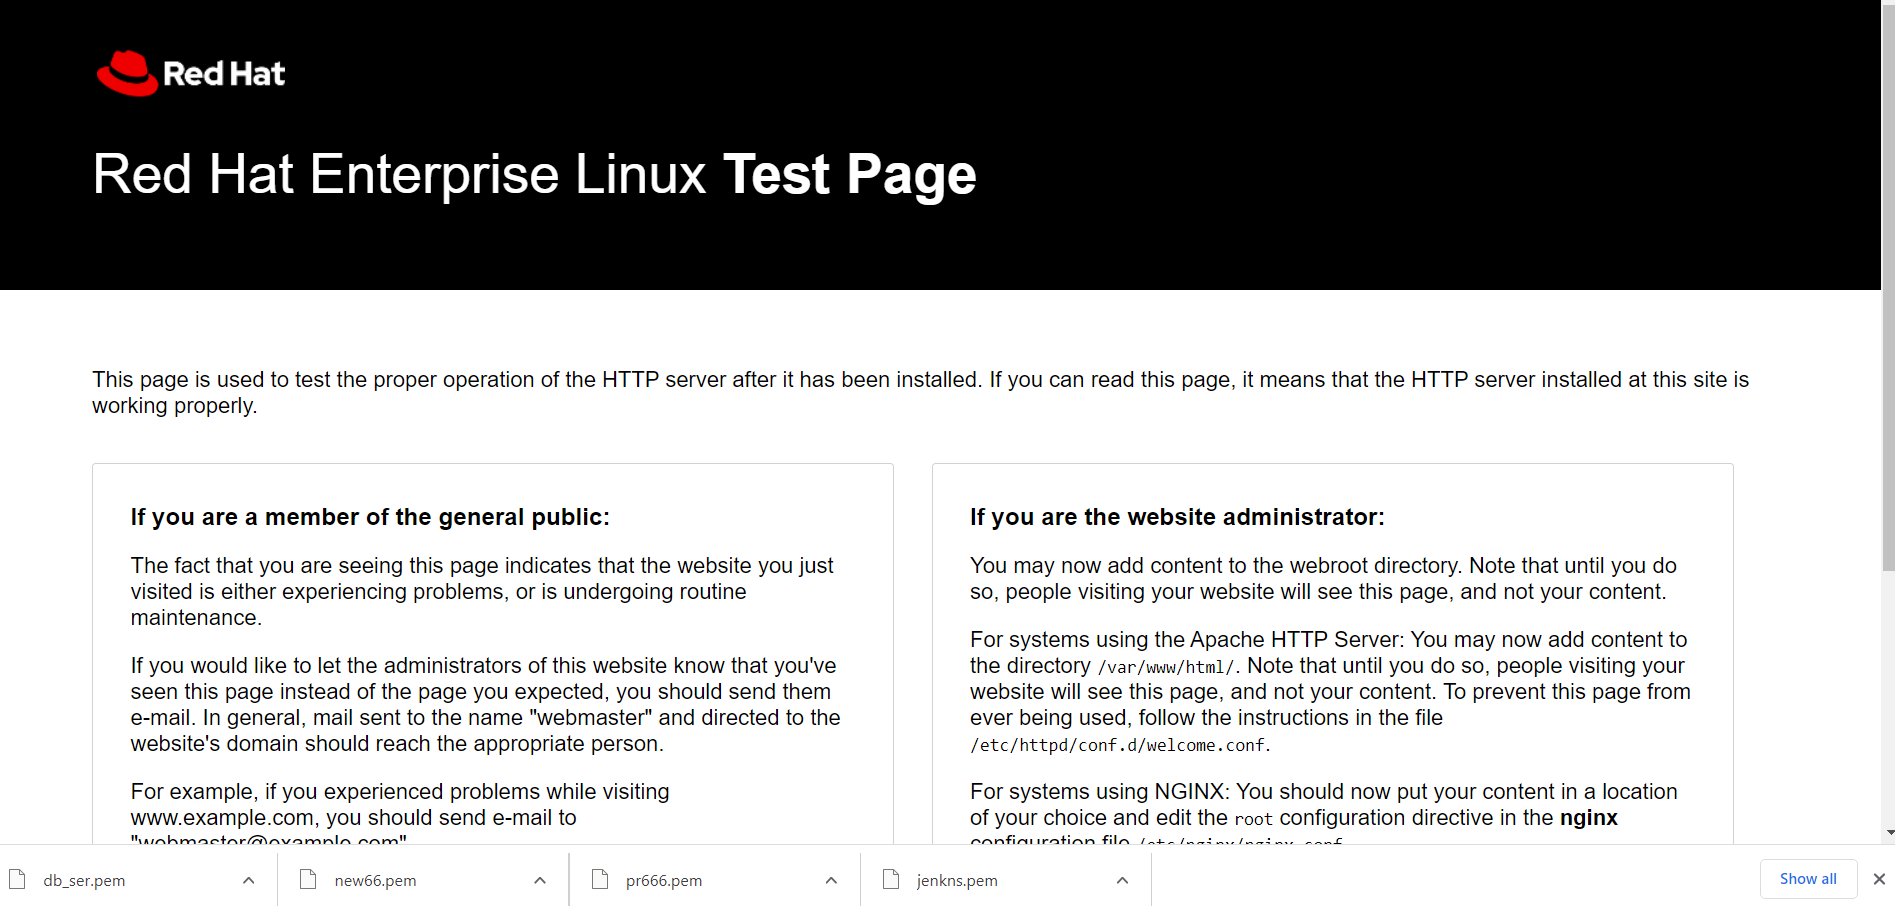 Red Hat
Red Hat Enterprise Linux Test Page
This page is used to test the proper operation of the HTTP server after it has been installed. If you can read this page, it means that the HTTP server installed at this site is
working properly.
If you are a member of the general public:
The fact that you are seeing this page indicates that the website you just
visited is either experiencing problems, or is undergoing routine
maintenance.
If you would like to let the administrators of this website know that you've
seen this page instead of the page you expected, you should send them
e-mail. In general, mail sent to the name "webmaster" and directed to the
website's domain should reach the appropriate person.
For example, if you experienced problems while visiting
www.example.com, you should send e-mail to
"webmaster@example.com"
If you are the website administrator:
You may now add content to the webroot directory. Note that until you do
so, people visiting your website will see this page, and not your content.
For systems using the Apache HTTP Server: You may now add content to
the directory /var/www/html/. Note that until you do so, people visiting your
website will see this page, and not your content. To prevent this page from
ever being used, follow the instructions in the file
/etc/httpd/conf.d/welcome.conf.
For systems using NGINX: You should now put your content in a location
of your choice and edit the root configuration directive in the nginx
configuration file /etc/nginx/nginx.conf
db_ser.pem
new66.pem
pr666.pem
jenkns.pem
Show all